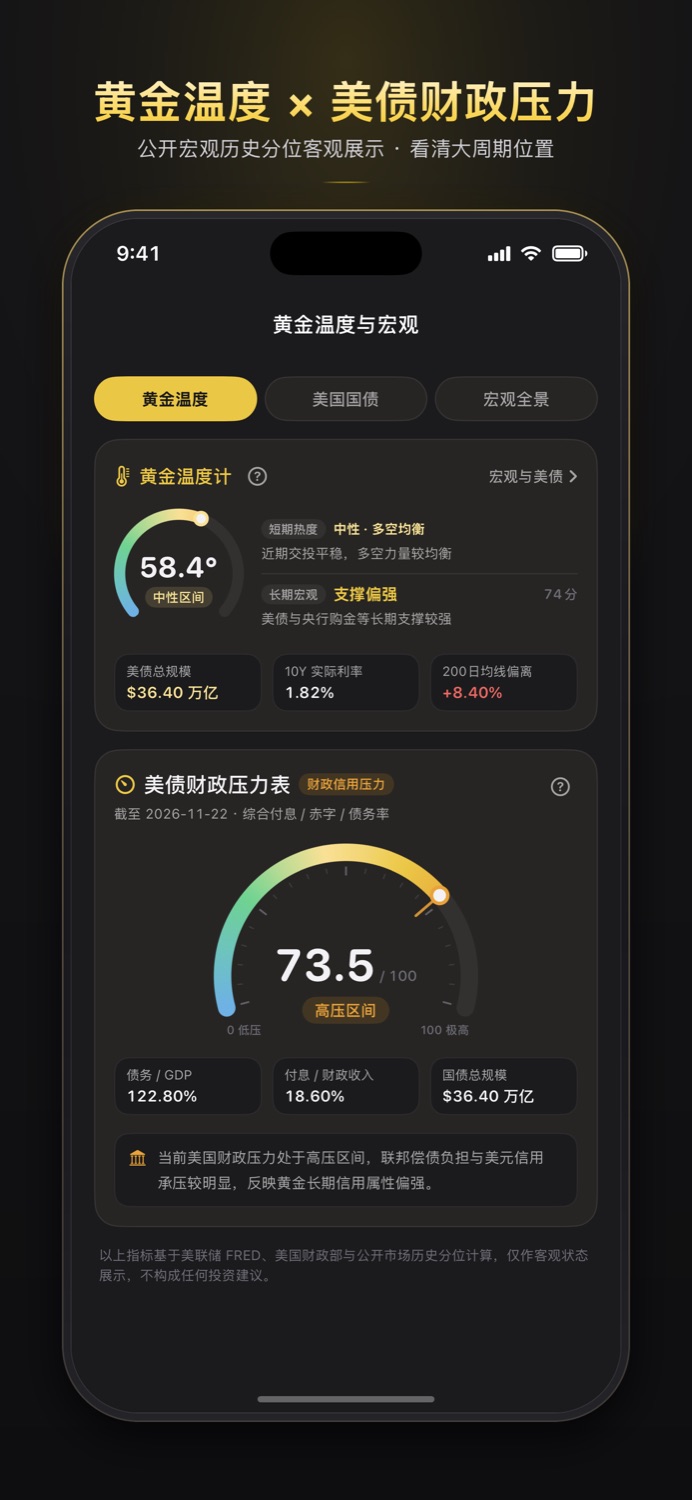 黄金温度 × 美债财政压力
公开宏观历史分位客观展示 · 看清大周期位置
9:41
黄金温度与宏观
黄金温度
美国国债
宏观全景
黄金温度计 ?
宏观与美债
58.4°
中性区间
短期热度 中性 · 多空均衡
近期交投平稳，多空力量较均衡
长期宏观 支撑偏强 74分
美债与央行购金等长期支撑较强
美债总规模
$36.40 万亿
10Y 实际利率
1.82%
200日均线偏离
+8.40%
美债财政压力表 财政信用压力 ?
截至 2026-11-22 · 综合付息 / 赤字 / 债务率
73.5 / 100
高压区间
0 低压
100 极高
债务 / GDP
122.80%
付息 / 财政收入
18.60%
国债总规模
$36.40 万亿
当前美国财政压力处于高压区间，联邦偿债负担与美元信用
承压较明显，反映黄金长期信用属性偏强。
以上指标基于美联储 FRED、美国财政部与公开市场历史分位计算，仅作客观状态
展示，不构成任何投资建议。